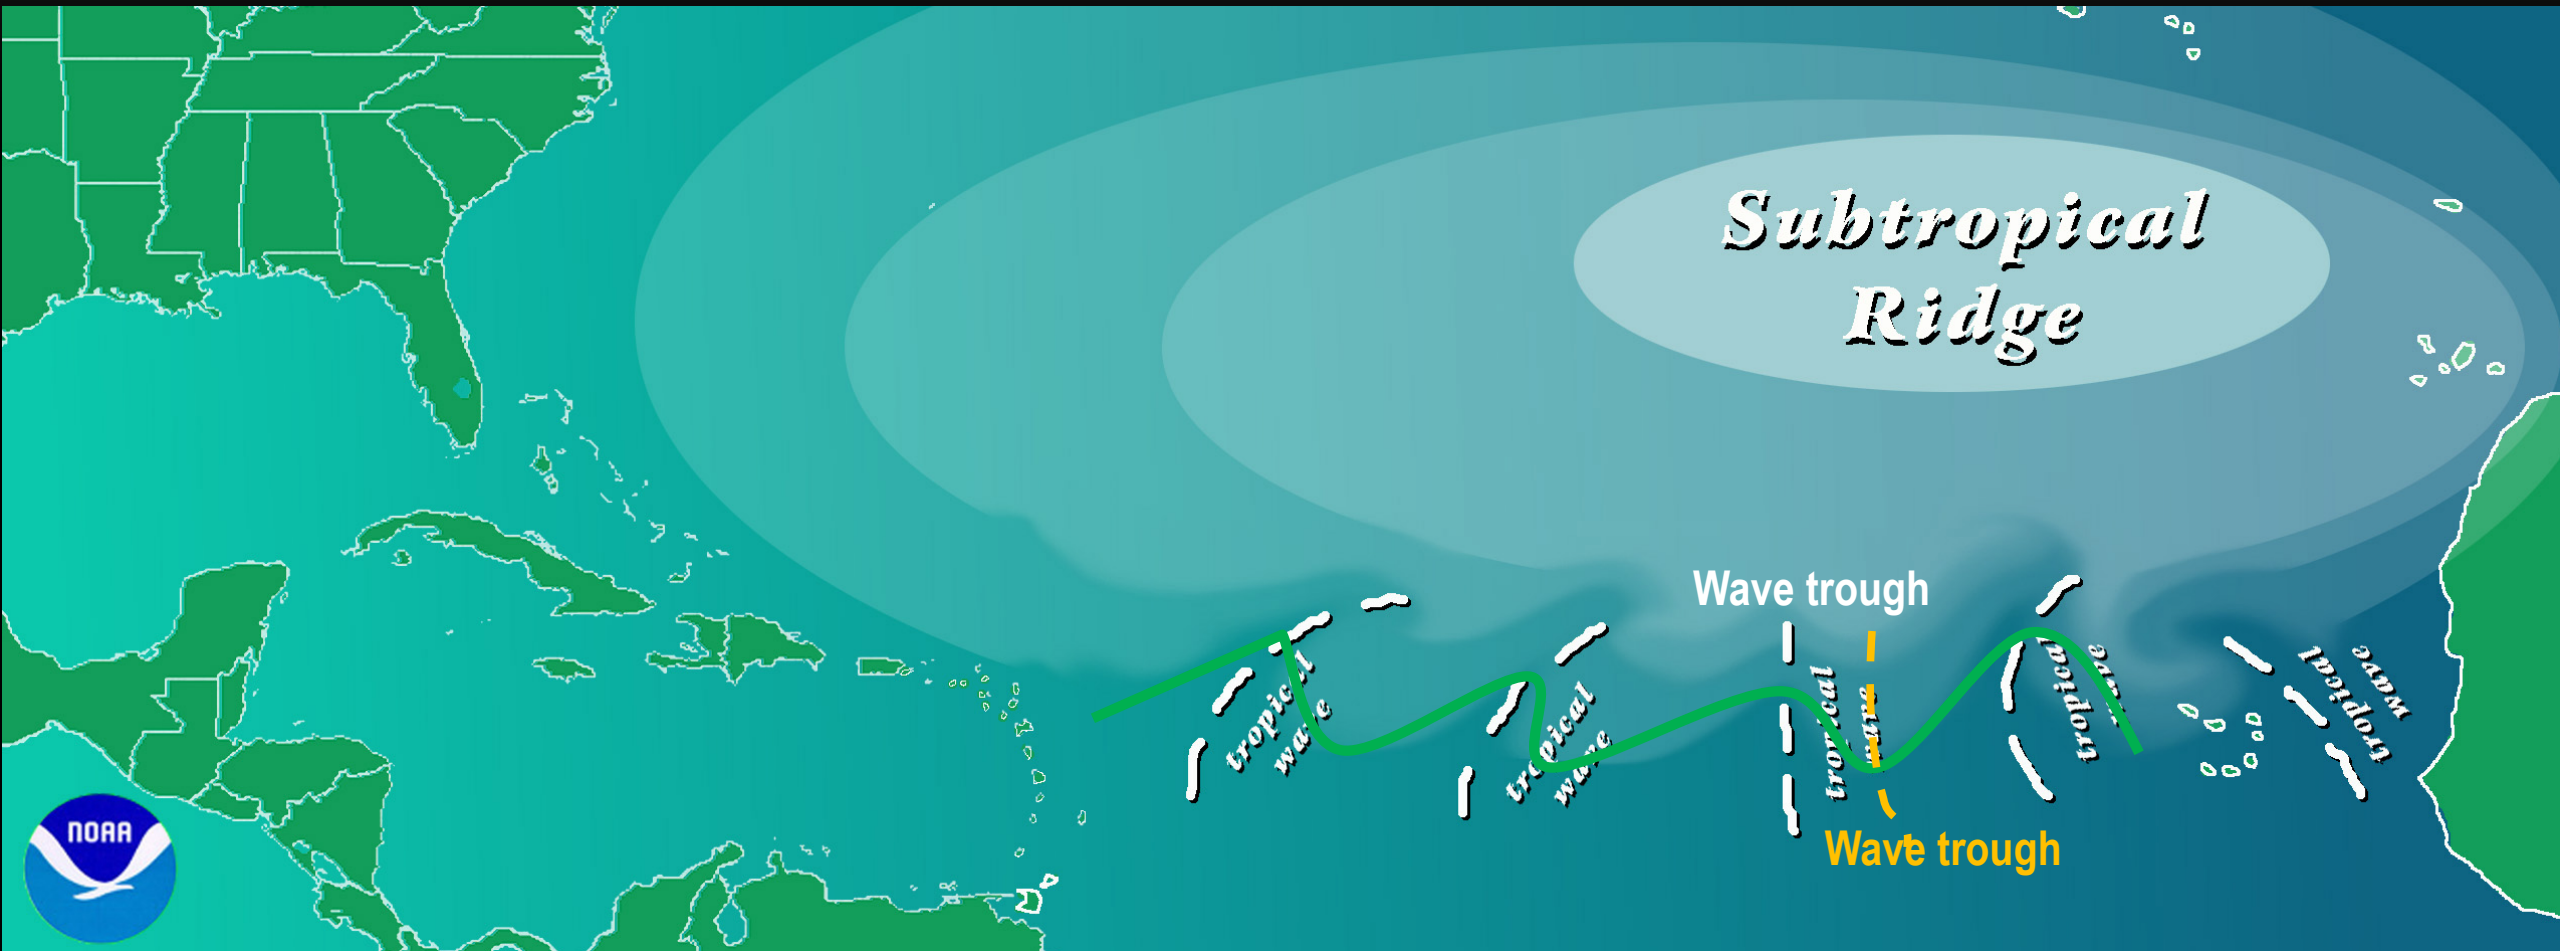 Subtropical
Ridge
Wave trough
tropical
wave
tropical
wave
tropical
wave
tropical
wave
tropical
wave
Wave trough
NOAA